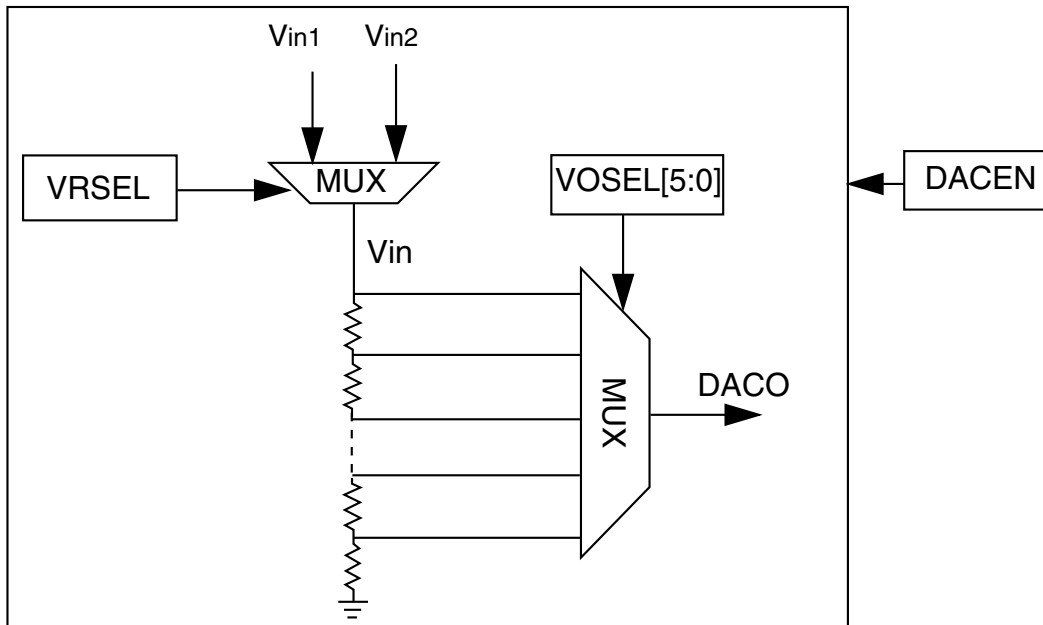 Vin1
Vin2
VRSEL
MUX
VOSEL[5:0]
DACEN
Vin
MUX
DACO